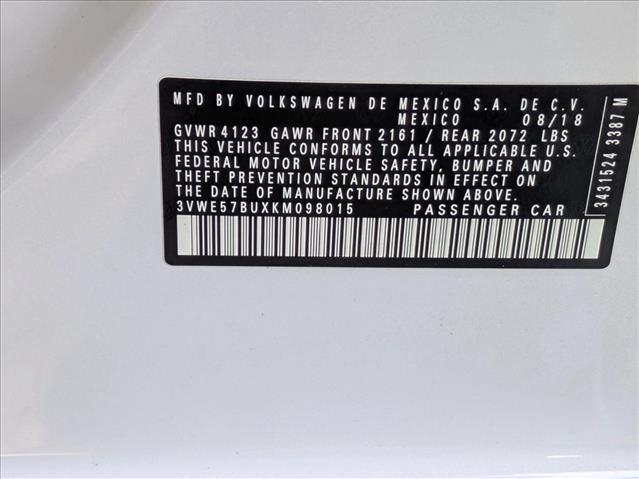 MFD BY VOLKSWAGEN DE MEXICO S.A. DE C.V.
MEXICO 08/18
GVWR 4123 GAWR FRONT 2161 / REAR 2072 LBS
THIS VEHICLE CONFORMS TO ALL APPLICABLE U.S.
FEDERAL MOTOR VEHICLE SAFETY, BUMPER AND
THEFT PREVENTION STANDARDS IN EFFECT ON
THE DATE OF MANUFACTURE SHOWN ABOVE.
3VWE57BUXKM098015 PASSENGER CAR
3431524 3387 M